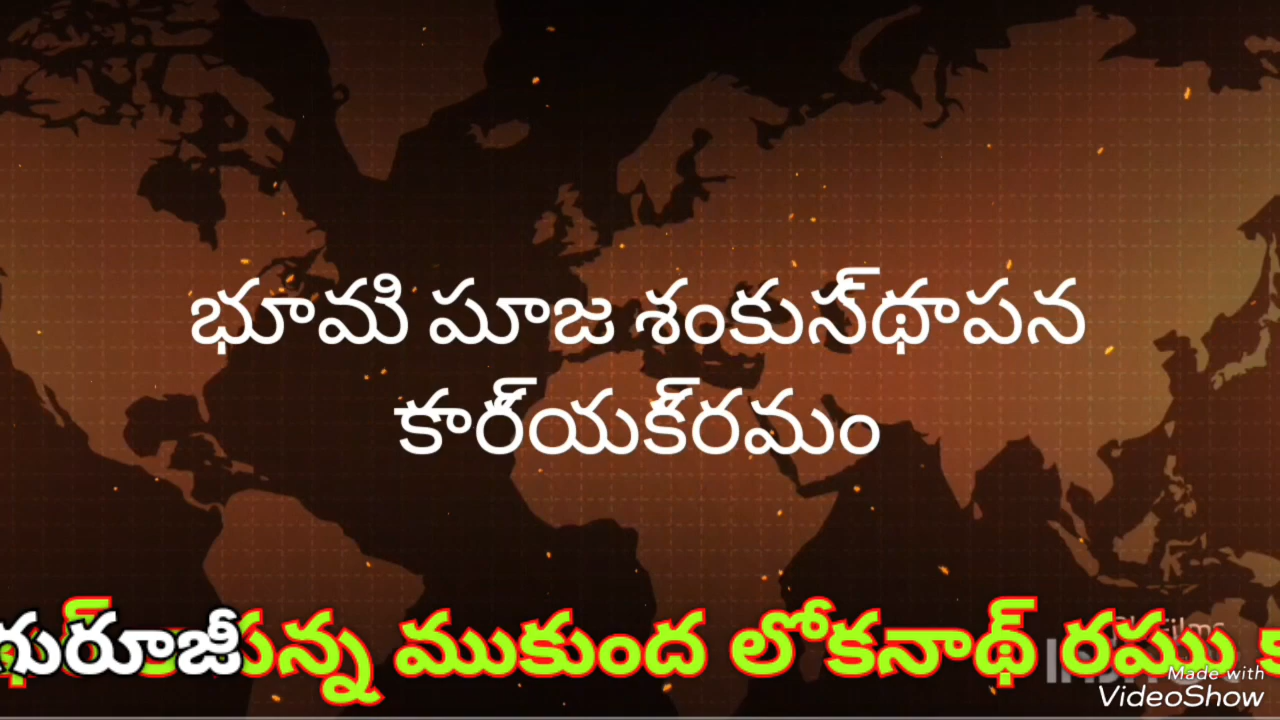 భూమి పూజ శంకుస్‌థాపన
కార్‌యక్‌రమం
గురూజీ
ముకుంద లోకనాథ్ రఘు
Made with
VideoShow